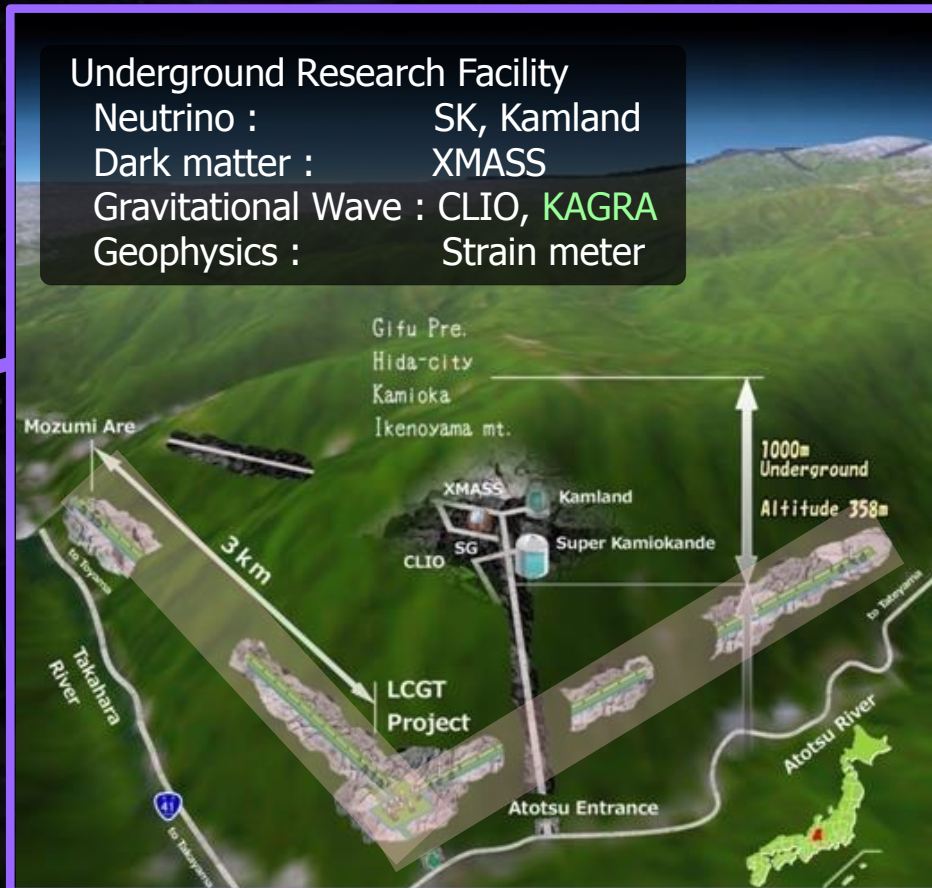 Underground Research Facility
Neutrino : SK, Kamland
Dark matter : XMASS
Gravitational Wave : CLIO, KAGRA
Geophysics : Strain meter
Gifu Pre.
Hida-city
Kamioka
Ikenoyama mt.
Mozumi Are
1000m
Underground
Altitude 358m
XMASS
Kamland
SG
Super Kamiokande
CLIO
3km
to Toyama
to Tateyama
Takahara
River
LCGT
Project
Atotsu River
Atotsu Entrance
41
to Takayama